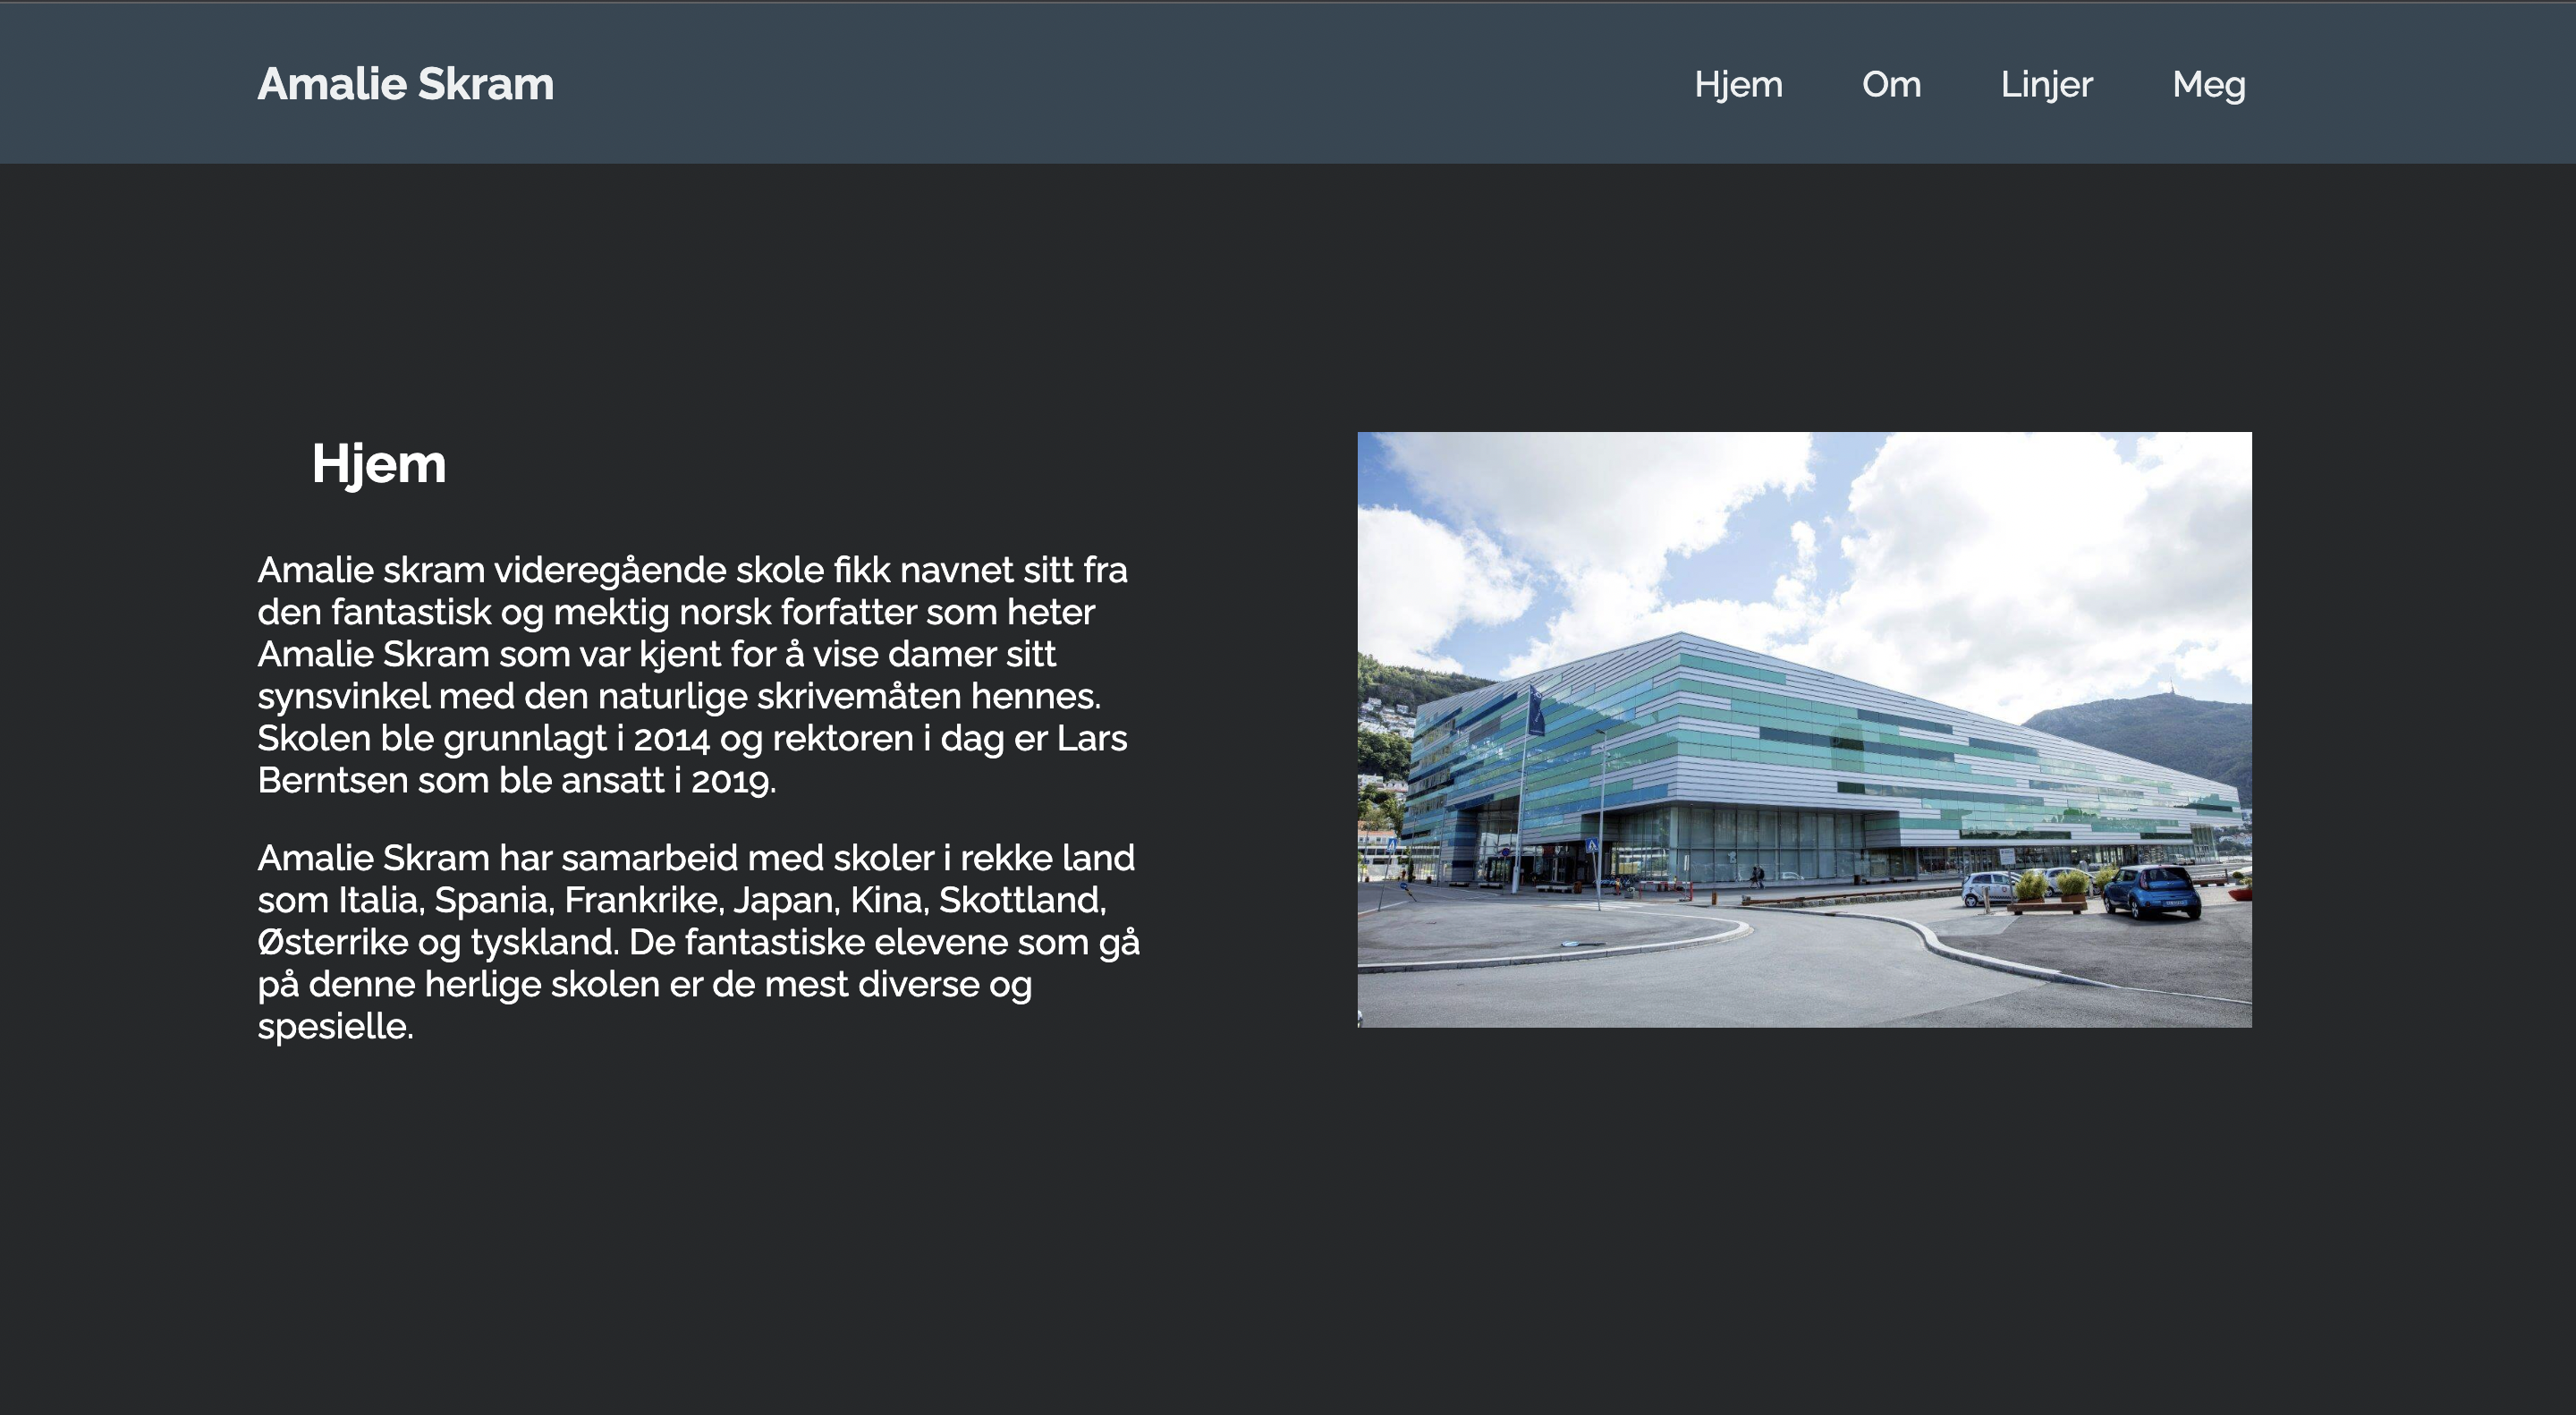 Amalie Skram
Hjem
Om
Linjer
Meg
Hjem
Amalie skram videregående skole fikk navnet sitt fra
den fantastisk og mektig norsk forfatter som heter
Amalie Skram som var kjent for å vise damer sitt
synsvinkel med den naturlige skrivemåten hennes.
Skolen ble grunnlagt i 2014 og rektoren i dag er Lars
Berntsen som ble ansatt i 2019.
Amalie Skram har samarbeid med skoler i rekke land
som Italia, Spania, Frankrike, Japan, Kina, Skottland,
Østerrike og tyskland. De fantastiske elevene som gå
på denne herlige skolen er de mest diverse og
spesielle.